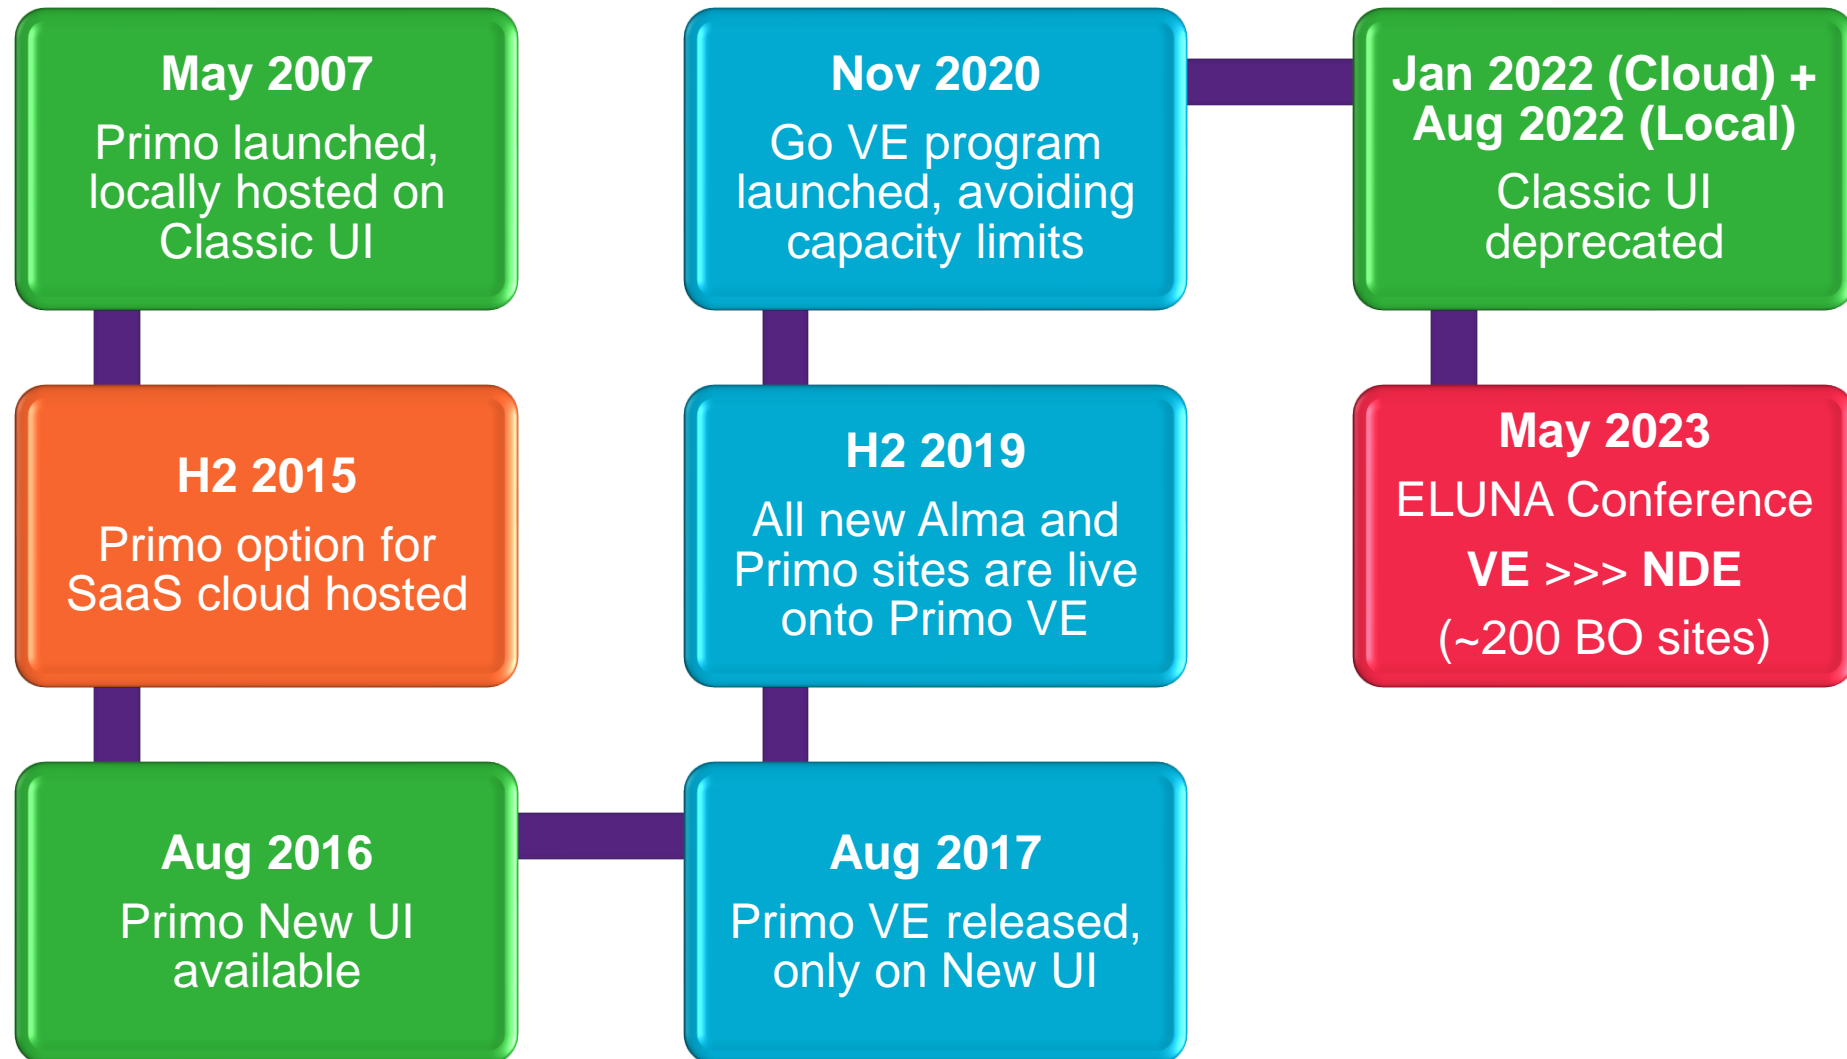 May 2007
Primo launched,
locally hosted on
Classic UI
H2 2015
Primo option for
SaaS cloud hosted
Aug 2016
Primo New UI
available
Aug 2017
Primo VE released,
only on New UI
H2 2019
All new Alma and
Primo sites are live
onto Primo VE
Nov 2020
Go VE program
launched, avoiding
capacity limits
Jan 2022 (Cloud) +
Aug 2022 (Local)
Classic UI
deprecated
May 2023
ELUNA Conference
VE >>> NDE
(~200 BO sites)